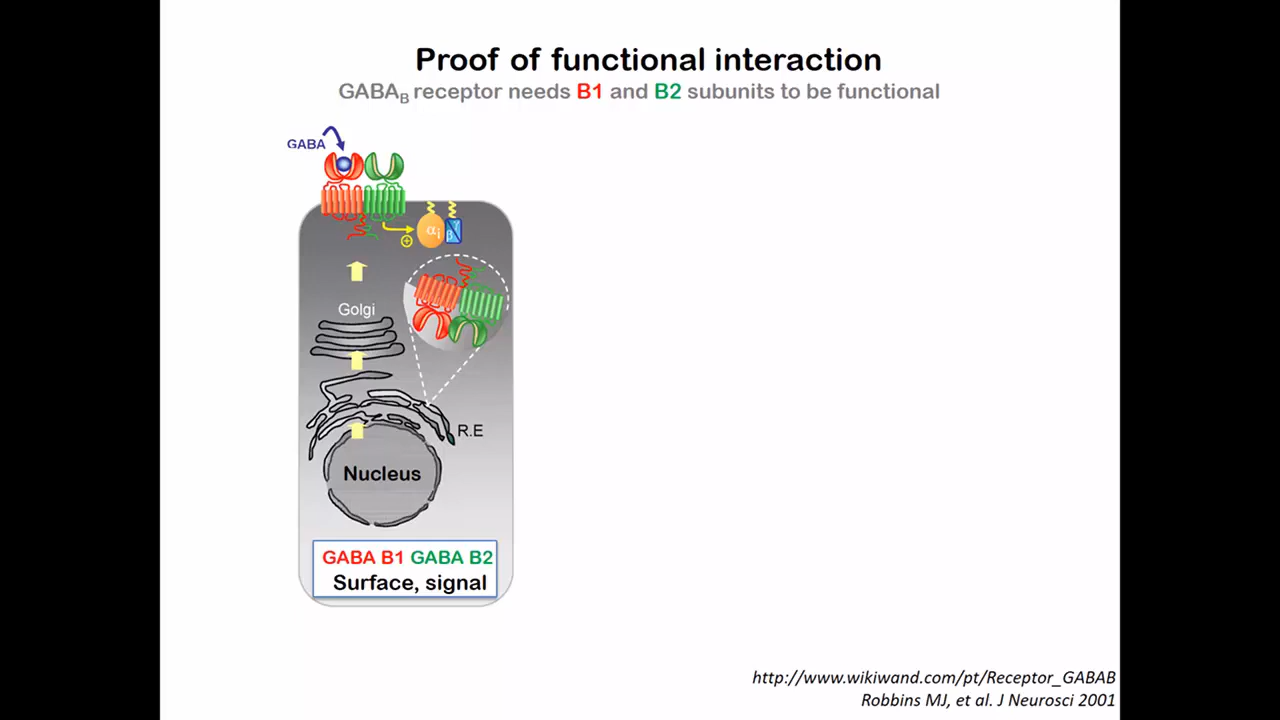 Proof of functional interaction
GABAB receptor needs B1 and B2 subunits to be functional
GABA
αi
β γ
Golgi
R.E
Nucleus
GABA B1 GABA B2
Surface, signal
http://www.wikiwand.com/pt/Receptor_GABAB
Robbins MJ, et al. J Neurosci 2001